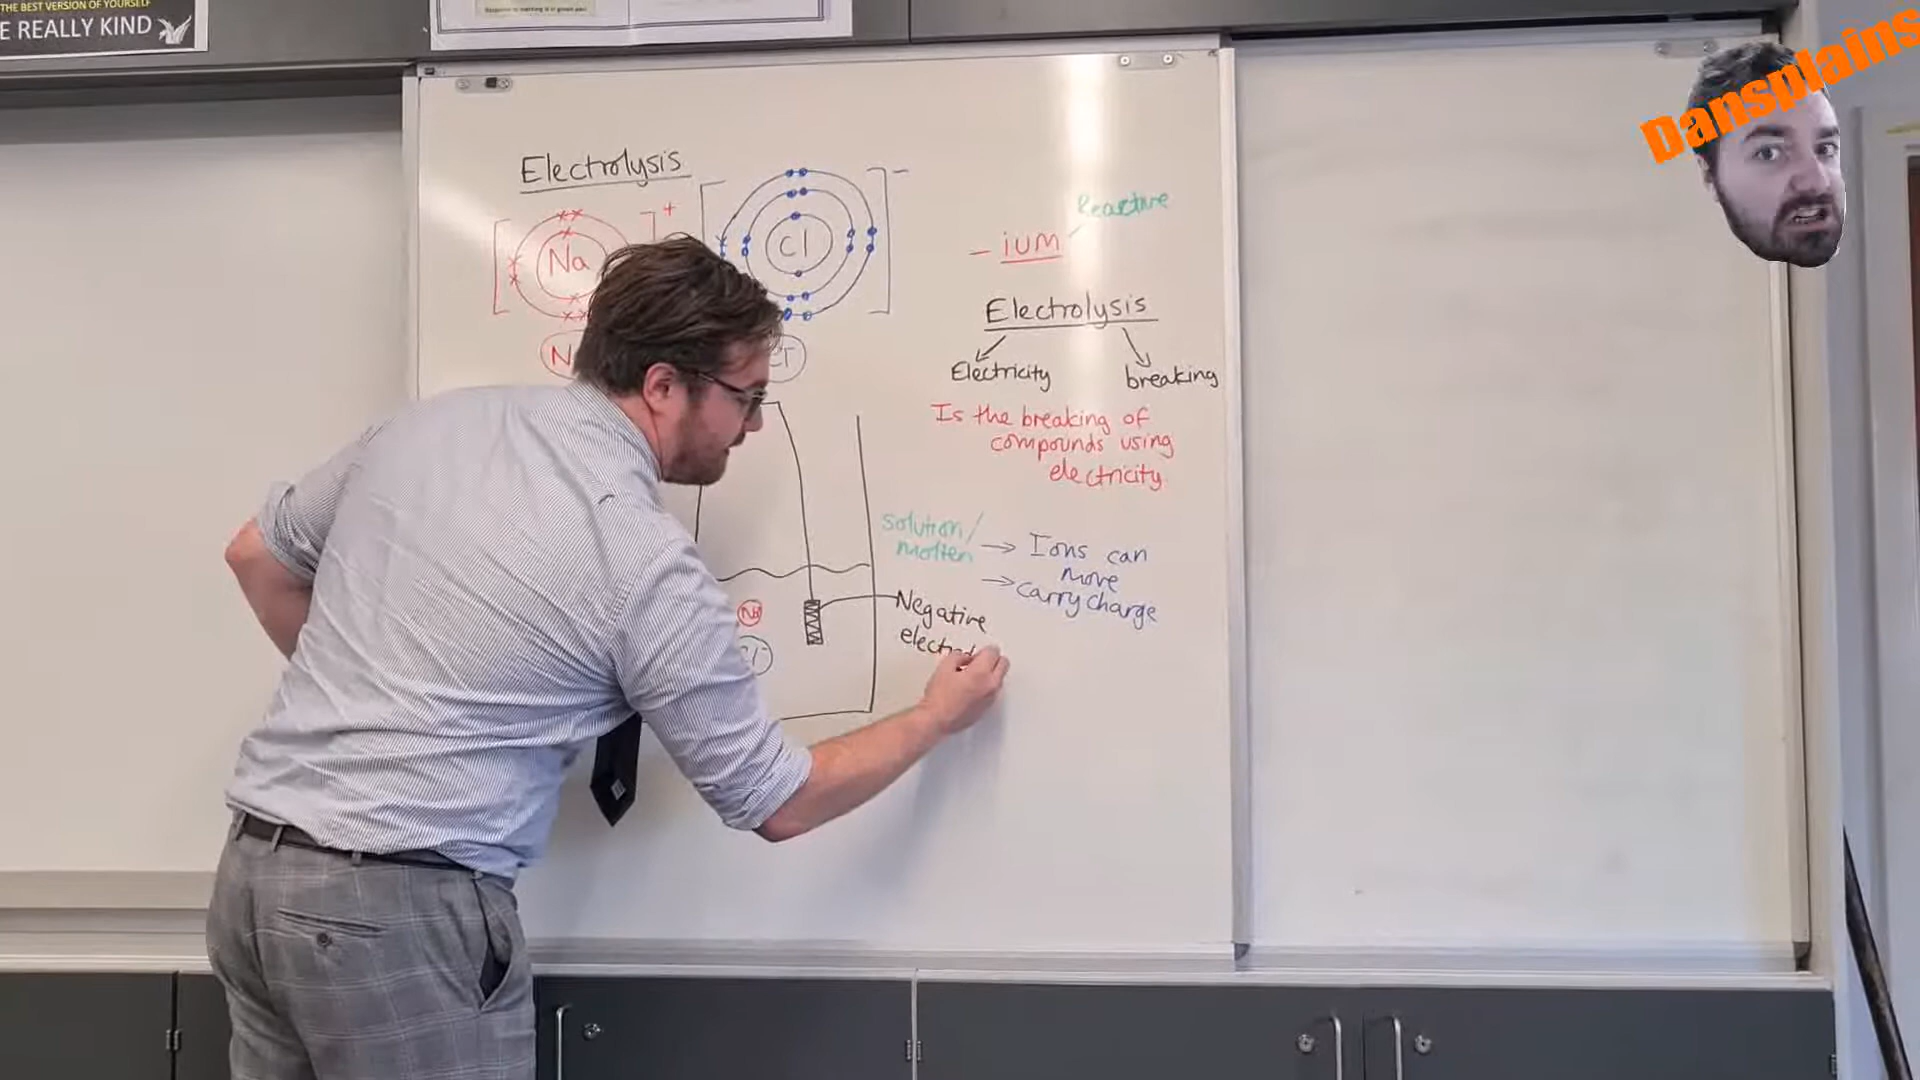 THE BEST VERSION OF YOURSELF
E REALLY KIND
Dansplains
Electrolysis
Na
+
Cl
−
– ium
Reactive
Electrolysis
Electricity
breaking
Is the breaking of
compounds using
electricity
Solution/
molten
→ Ions can
move
→ carry charge
Negative